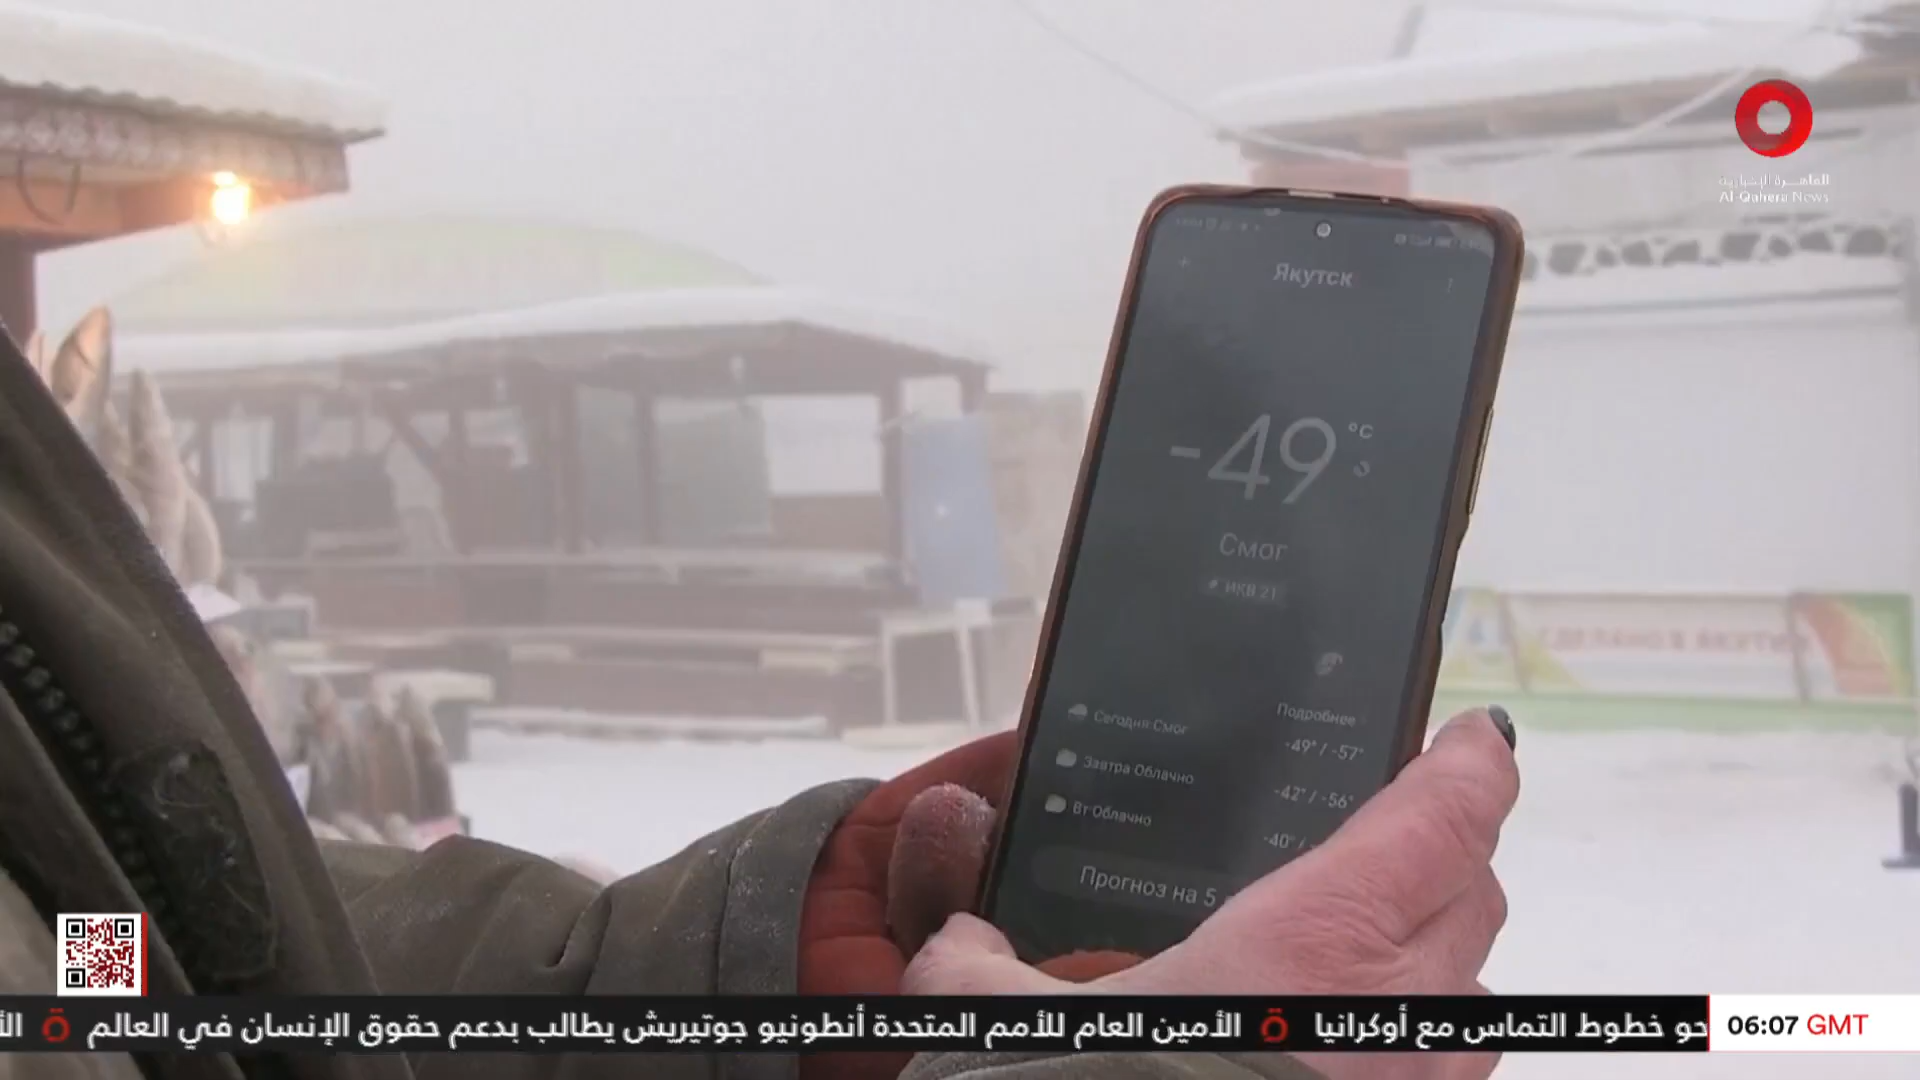 القاهرة الإخبارية
Al-Qahera News
Якутск
-49 °C
Смог
ИКВ 21
Подробнее
Сегодня Смог -49° / -57°
Завтра Облачно -42° / -56°
Вт Облачно -40° /
Прогноз на 5
СДЕЛАНО В ЯКУТИИ
حو خطوط التماس مع أوكرانيا
الأمين العام للأمم المتحدة أنطونيو جوتيريش يطالب بدعم حقوق الإنسان في العالم
06:07 GMT